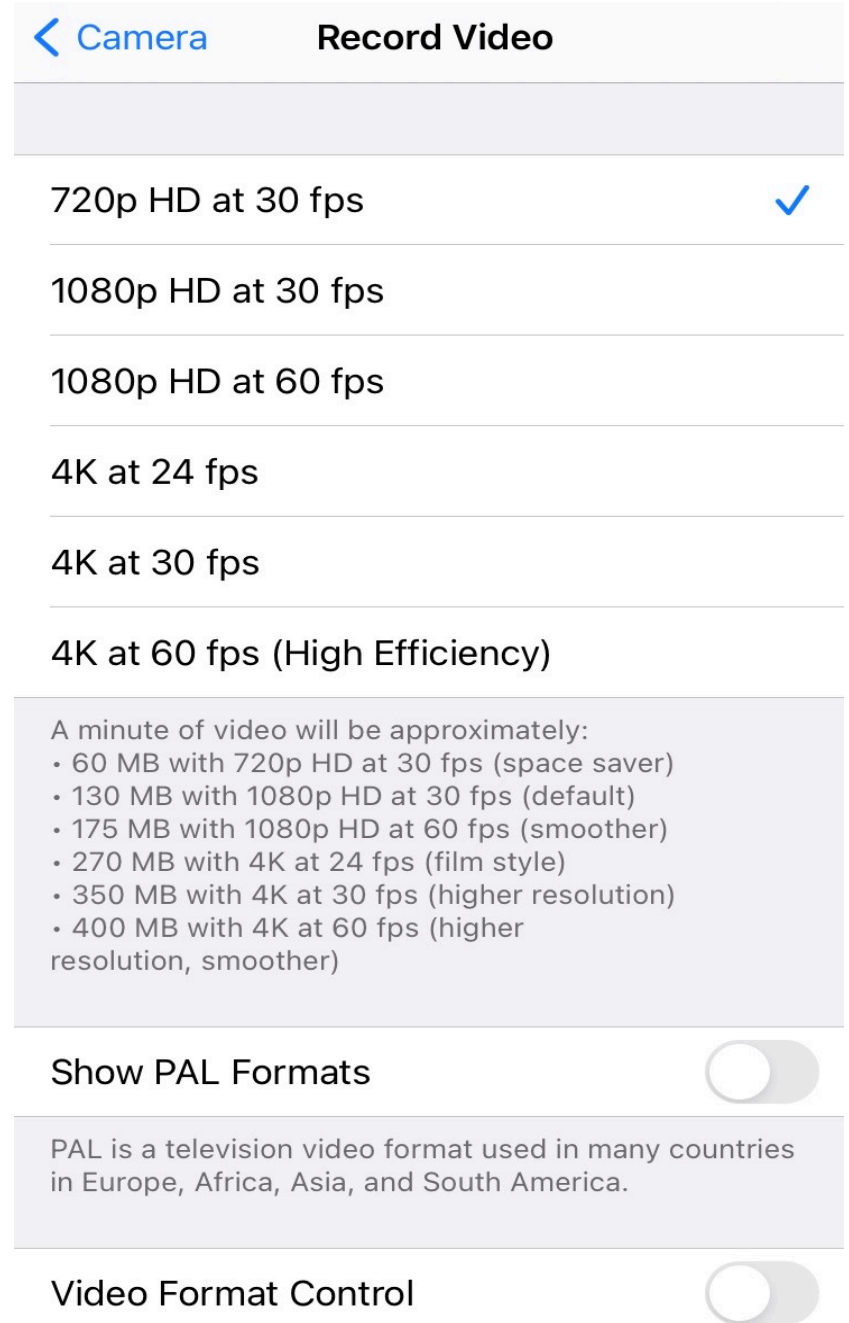 Camera
Record Video
720p HD at 30 fps
1080p HD at 30 fps
1080p HD at 60 fps
4K at 24 fps
4K at 30 fps
4K at 60 fps (High Efficiency)
A minute of video will be approximately:
• 60 MB with 720p HD at 30 fps (space saver)
• 130 MB with 1080p HD at 30 fps (default)
• 175 MB with 1080p HD at 60 fps (smoother)
• 270 MB with 4K at 24 fps (film style)
• 350 MB with 4K at 30 fps (higher resolution)
• 400 MB with 4K at 60 fps (higher
resolution, smoother)
Show PAL Formats
PAL is a television video format used in many countries
in Europe, Africa, Asia, and South America.
Video Format Control